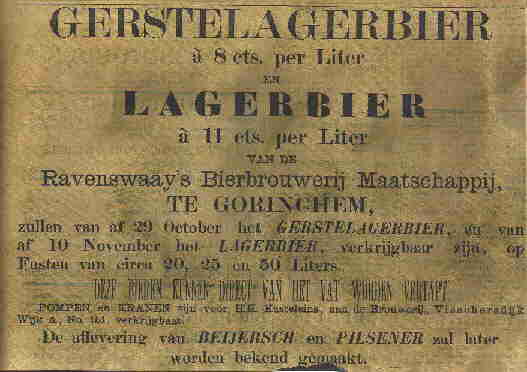 GERSTELAGERBIER
à 8 cts. per Liter
EN
LAGERBIER
à 11 cts. per Liter
VAN DE
Ravenswaay's Bierbrouwerij Maatschappij,
TE GORINCHEM,
zullen van af 29 October het GERSTELAGERBIER, en van
af 10 November het LAGERBIER, verkrijgbaar zijn, op
Fusten van circa 20, 25 en 50 Liters.
DEZE BIEREN KUNNEN DIRECT VAN HET VAT WORDEN VERTAPT.
POMPEN en KRANEN zijn voor H.H. Kasteleins, aan de Brouwerij, Visschersdijk
Wijk A, No. verkrijgbaar.
De aflevering van BEIJERSCH en PILSENER zal later
worden bekend gemaakt.